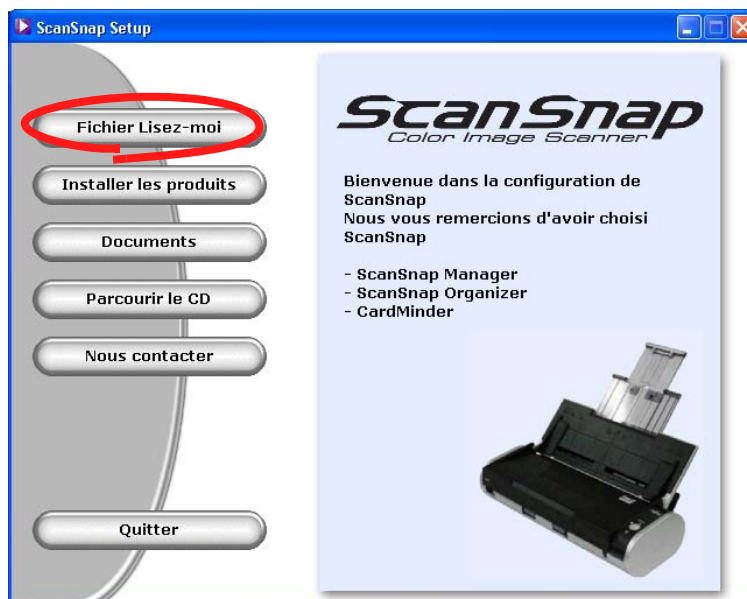 ScanSnap Setup
Fichier Lisez-moi
Installer les produits
Documents
Parcourir le CD
Nous contacter
Quitter
ScanSnap
Color Image Scanner
Bienvenue dans la configuration de
ScanSnap
Nous vous remercions d'avoir choisi
ScanSnap
- ScanSnap Manager
- ScanSnap Organizer
- CardMinder